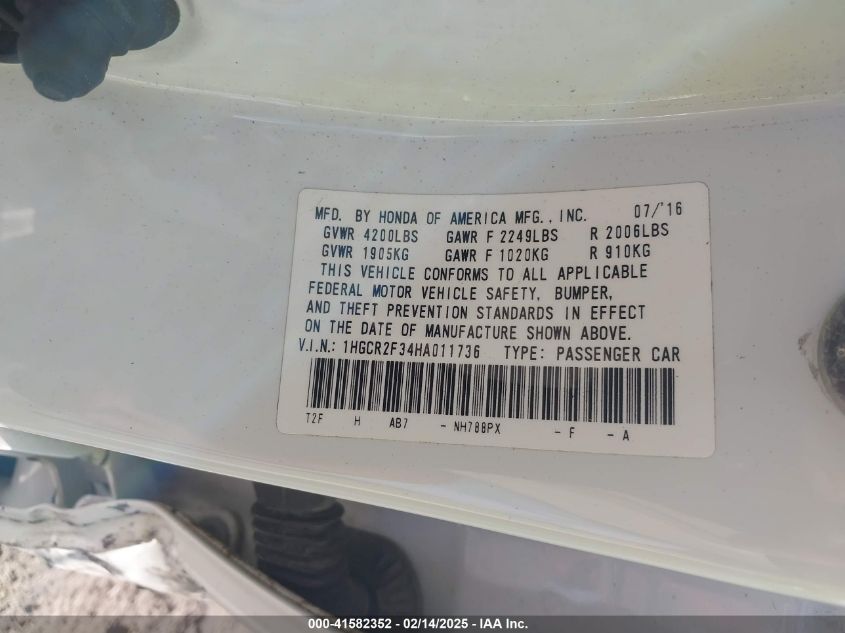 MFD. BY HONDA OF AMERICA MFG., INC. 07/'16
GVWR 4200LBS GAWR F 2249LBS R 2006LBS
GVWR 1905KG GAWR F 1020KG R 910KG
THIS VEHICLE CONFORMS TO ALL APPLICABLE
FEDERAL MOTOR VEHICLE SAFETY, BUMPER,
AND THEFT PREVENTION STANDARDS IN EFFECT
ON THE DATE OF MANUFACTURE SHOWN ABOVE.
V.I.N.: 1HGCR2F34HA011736 TYPE: PASSENGER CAR
T2F H AB7 - NH788PX - F - A
000-41582352 - 02/14/2025 - IAA Inc.